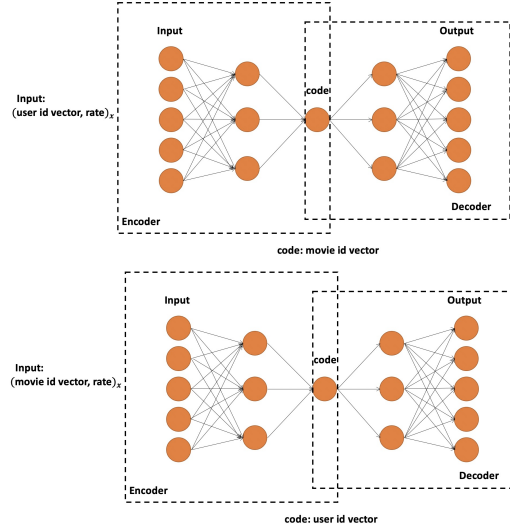 Input
Output
code
Input:
(user id vector, rate)ₓ
Encoder
Decoder
code: movie id vector
Input
Output
code
Input:
(movie id vector, rate)ₓ
Encoder
Decoder
code: user id vector